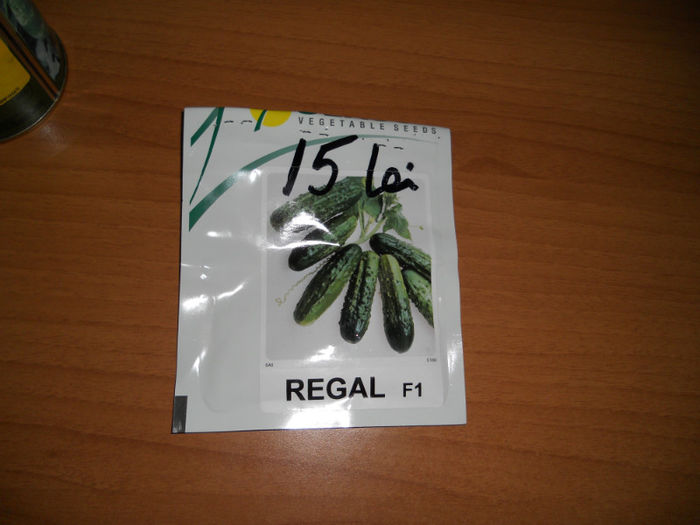 VEGETABLE SEEDS
15 lei
REGAL F1